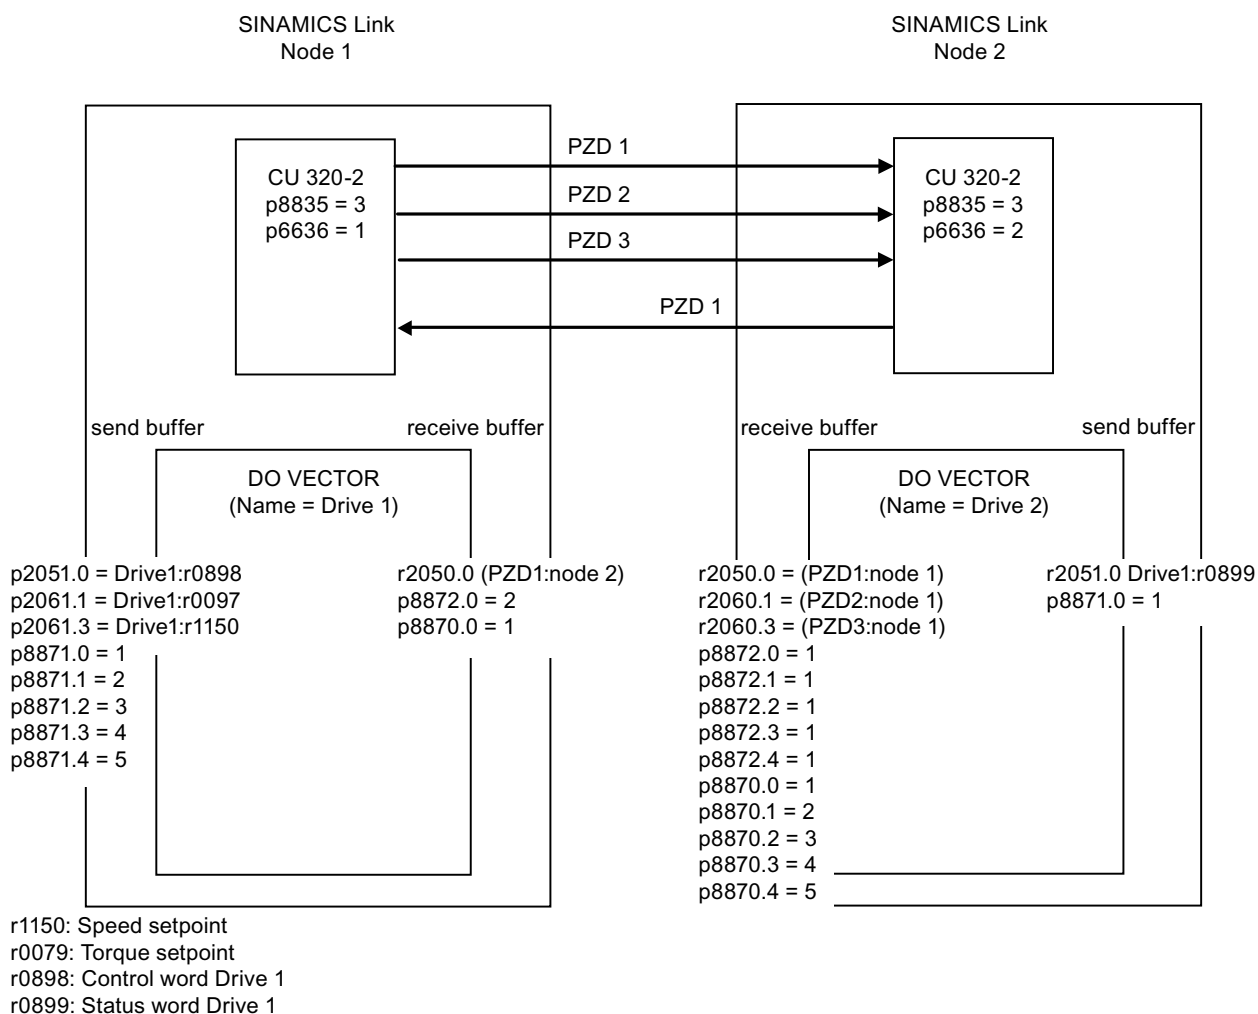 SINAMICS Link
Node 1
SINAMICS Link
Node 2
PZD 1
CU 320-2
p8835 = 3
p6636 = 1
CU 320-2
p8835 = 3
p6636 = 2
PZD 2
PZD 3
PZD 1
send buffer
receive buffer
receive buffer
send buffer
DO VECTOR
(Name = Drive 1)
DO VECTOR
(Name = Drive 2)
p2051.0 = Drive1:r0898
p2061.1 = Drive1:r0097
p2061.3 = Drive1:r1150
p8871.0 = 1
p8871.1 = 2
p8871.2 = 3
p8871.3 = 4
p8871.4 = 5
r2050.0 (PZD1:node 2)
p8872.0 = 2
p8870.0 = 1
r2050.0 = (PZD1:node 1)
r2060.1 = (PZD2:node 1)
r2060.3 = (PZD3:node 1)
p8872.0 = 1
p8872.1 = 1
p8872.2 = 1
p8872.3 = 1
p8872.4 = 1
p8870.0 = 1
p8870.1 = 2
p8870.2 = 3
p8870.3 = 4
p8870.4 = 5
r2051.0 Drive1:r0899
p8871.0 = 1
r1150: Speed setpoint
r0079: Torque setpoint
r0898: Control word Drive 1
r0899: Status word Drive 1